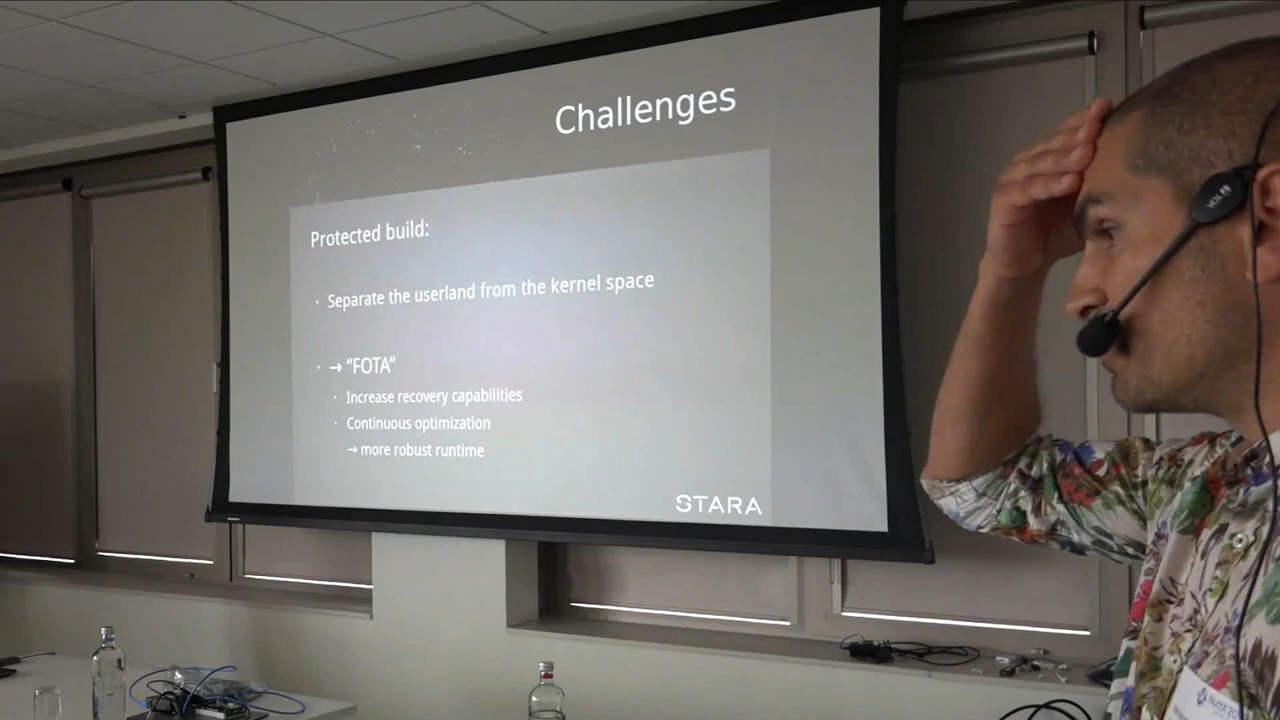 Challenges
Protected build:
· Separate the userland from the kernel space
· → “FOTA”
· Increase recovery capabilities
· Continuous optimization
→ more robust runtime
STARA